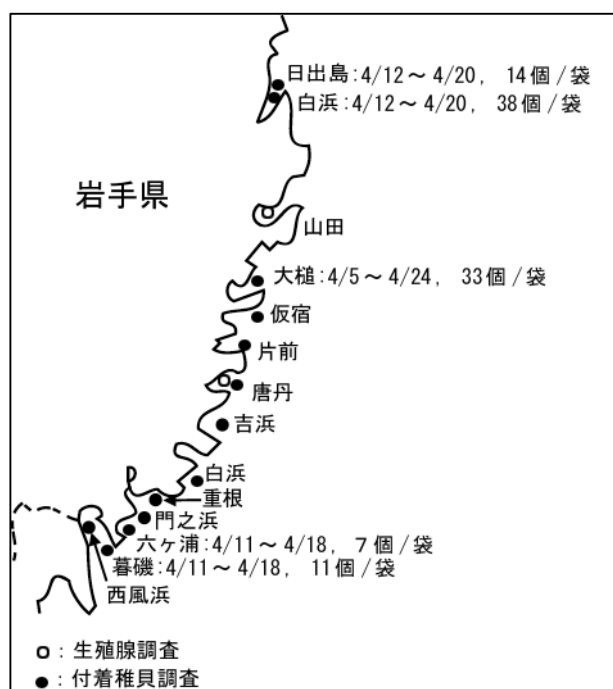 日出島:4/12～4/20, 14個/袋
白浜:4/12～4/20, 38個/袋
岩手県
山田
大槌:4/5～4/24, 33個/袋
仮宿
片前
唐丹
吉浜
白浜
重根
門之浜
六ヶ浦:4/11～4/18, 7個/袋
暮磯:4/11～4/18, 11個/袋
西風浜
○:生殖腺調査
●:付着稚貝調査